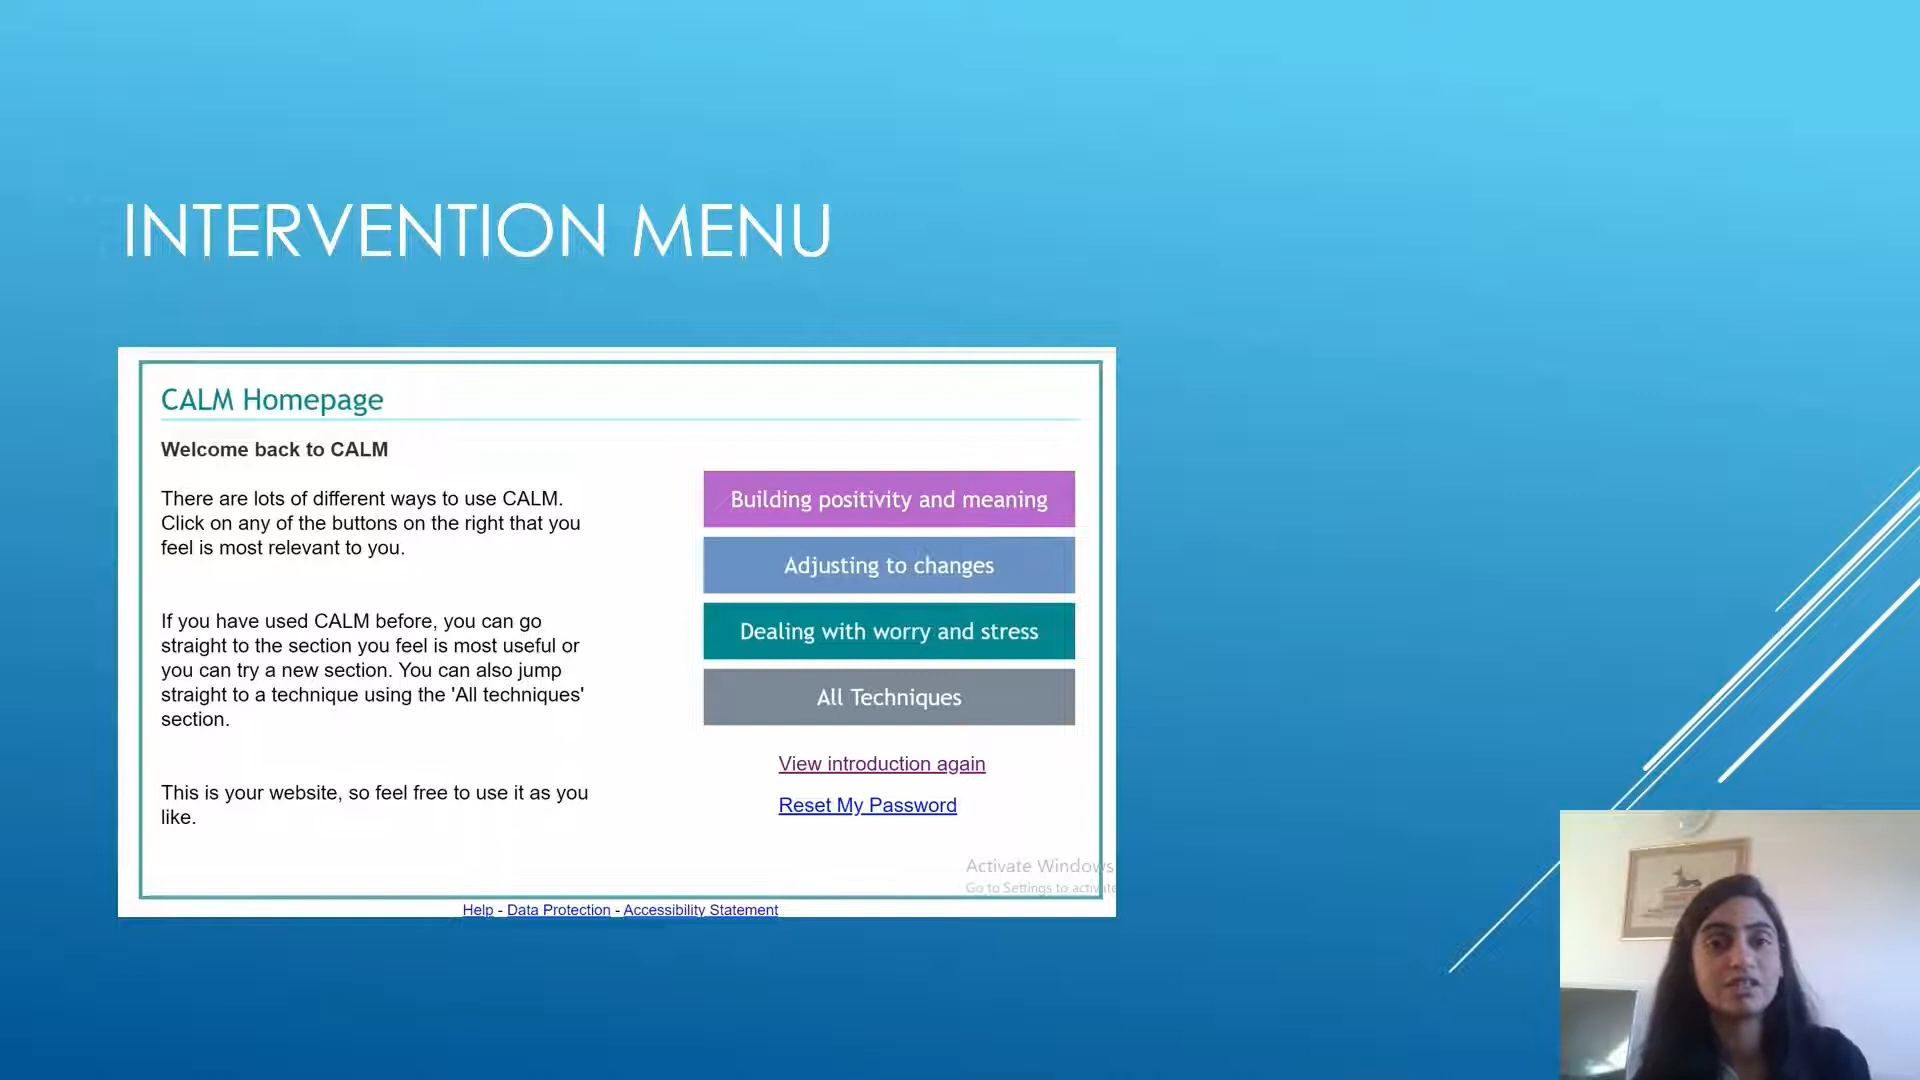 INTERVENTION MENU
CALM Homepage
Welcome back to CALM
There are lots of different ways to use CALM.
Click on any of the buttons on the right that you
feel is most relevant to you.
If you have used CALM before, you can go
straight to the section you feel is most useful or
you can try a new section. You can also jump
straight to a technique using the 'All techniques'
section.
This is your website, so feel free to use it as you
like.
Building positivity and meaning
Adjusting to changes
Dealing with worry and stress
All Techniques
View introduction again
Reset My Password
Activate Windows
Go to Settings to activate
Help - Data Protection - Accessibility Statement